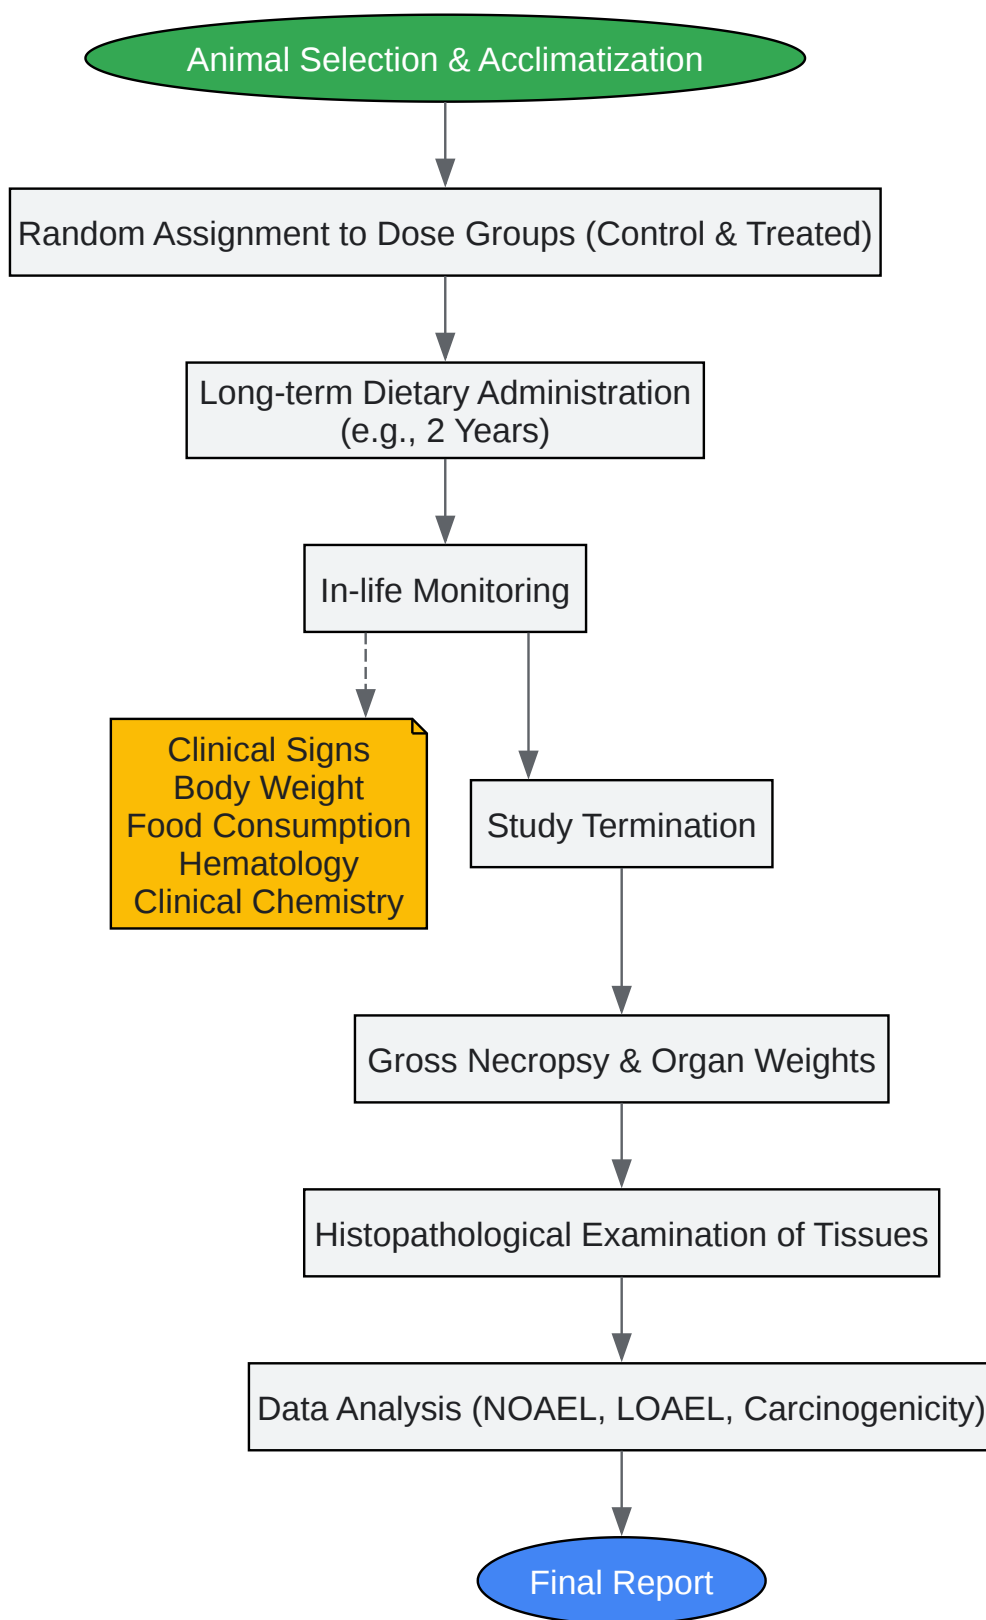 Animal Selection & Acclimatization
Random Assignment to Dose Groups (Control & Treated)
Long-term Dietary Administration
(e.g., 2 Years)
In-life Monitoring
Clinical Signs
Body Weight
Food Consumption
Hematology
Clinical Chemistry
Study Termination
Gross Necropsy & Organ Weights
Histopathological Examination of Tissues
Data Analysis (NOAEL, LOAEL, Carcinogenicity)
Final Report